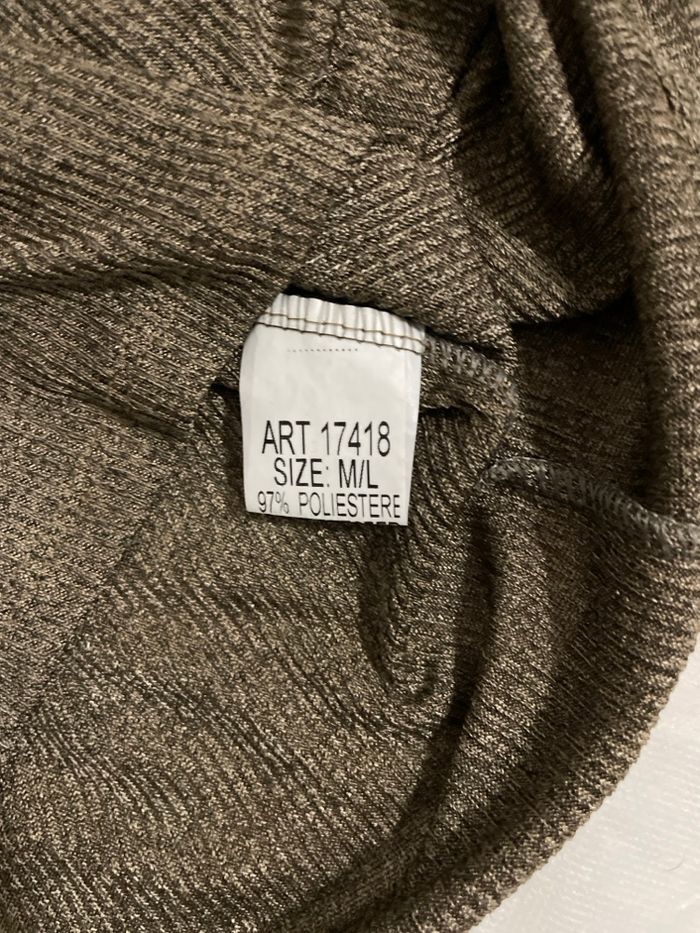 ART 17418
SIZE: M/L
97% POLIESTERE